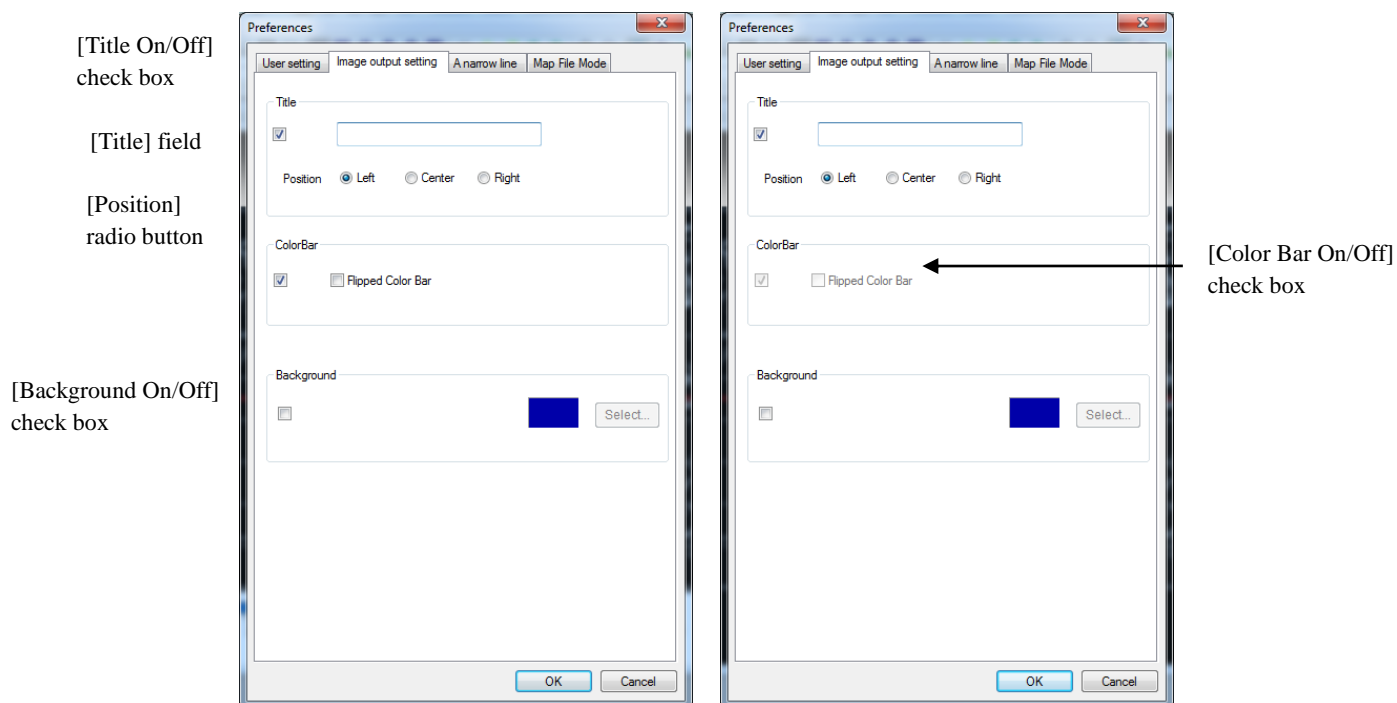 [Title On/Off]
check box
[Title] field
[Position]
radio button
[Background On/Off]
check box
Preferences
User setting
Image output setting
A narrow line
Map File Mode
Title
Position
Left
Center
Right
ColorBar
Flipped Color Bar
Background
Select...
OK
Cancel
Preferences
User setting
Image output setting
A narrow line
Map File Mode
Title
Position
Left
Center
Right
ColorBar
Flipped Color Bar
Background
Select...
OK
Cancel
[Color Bar On/Off]
check box